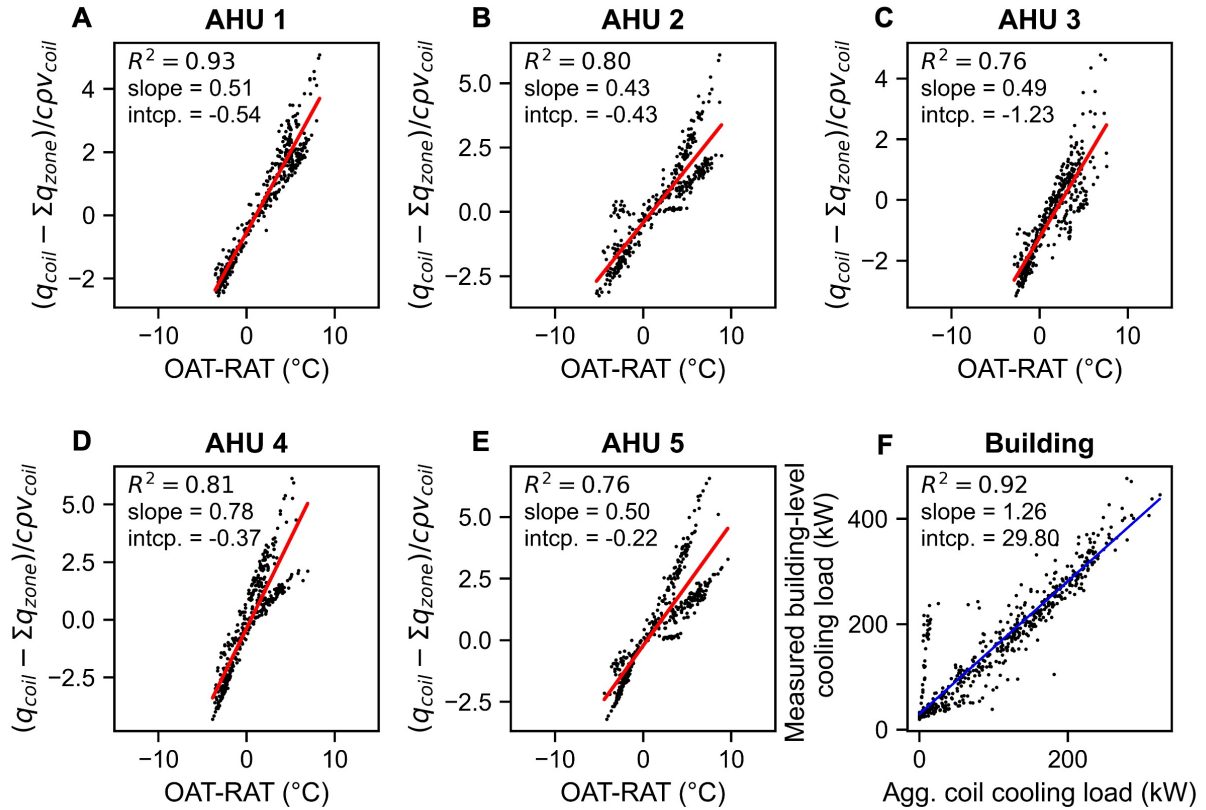 A
AHU 1
R² = 0.93
slope = 0.51
intcp. = -0.54
(q_coil − Σq_zone)/cρv_coil
4
2
0
−2
−10 0 10
OAT-RAT (°C)
B
AHU 2
R² = 0.80
slope = 0.43
intcp. = -0.43
(q_coil − Σq_zone)/cρv_coil
5.0
2.5
0.0
−2.5
−10 0 10
OAT-RAT (°C)
C
AHU 3
R² = 0.76
slope = 0.49
intcp. = -1.23
(q_coil − Σq_zone)/cρv_coil
4
2
0
−2
−10 0 10
OAT-RAT (°C)
D
AHU 4
R² = 0.81
slope = 0.78
intcp. = -0.37
(q_coil − Σq_zone)/cρv_coil
5.0
2.5
0.0
−2.5
−10 0 10
OAT-RAT (°C)
E
AHU 5
R² = 0.76
slope = 0.50
intcp. = -0.22
(q_coil − Σq_zone)/cρv_coil
5.0
2.5
0.0
−2.5
−10 0 10
OAT-RAT (°C)
F
Building
R² = 0.92
slope = 1.26
intcp. = 29.80
Measured building-level
cooling load (kW)
400
200
0
0 200
Agg. coil cooling load (kW)